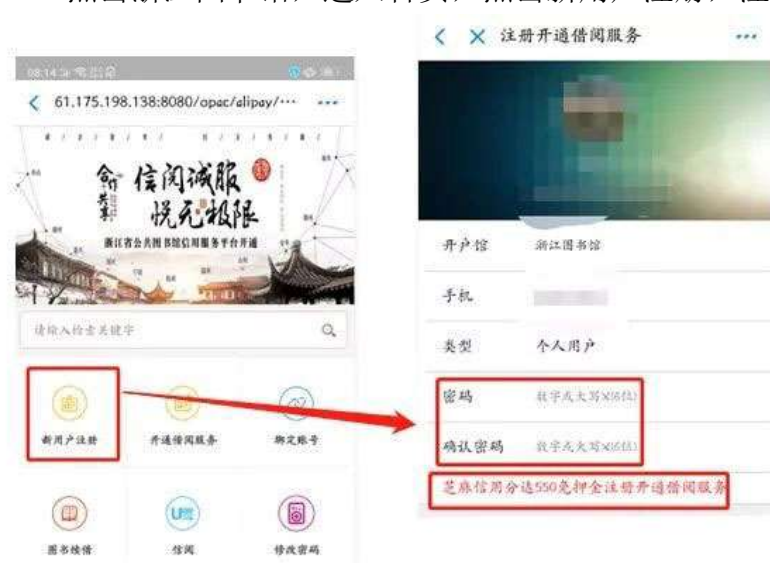 08:14
61.175.198.138:8080/opac/alipay/… …
合作共享
信阅诚服
悦无极限
浙江省公共图书馆信用服务平台开通
请输入检索关键字
新用户注册
开通借阅服务
绑定账号
图书续借
信阅
修改密码
注册开通借阅服务 …
开户馆 浙江图书馆
手机
类型 个人用户
密码 数字或大写X(6位)
确认密码 数字或大写X(6位)
芝麻信用分达550免押金注册开通借阅服务